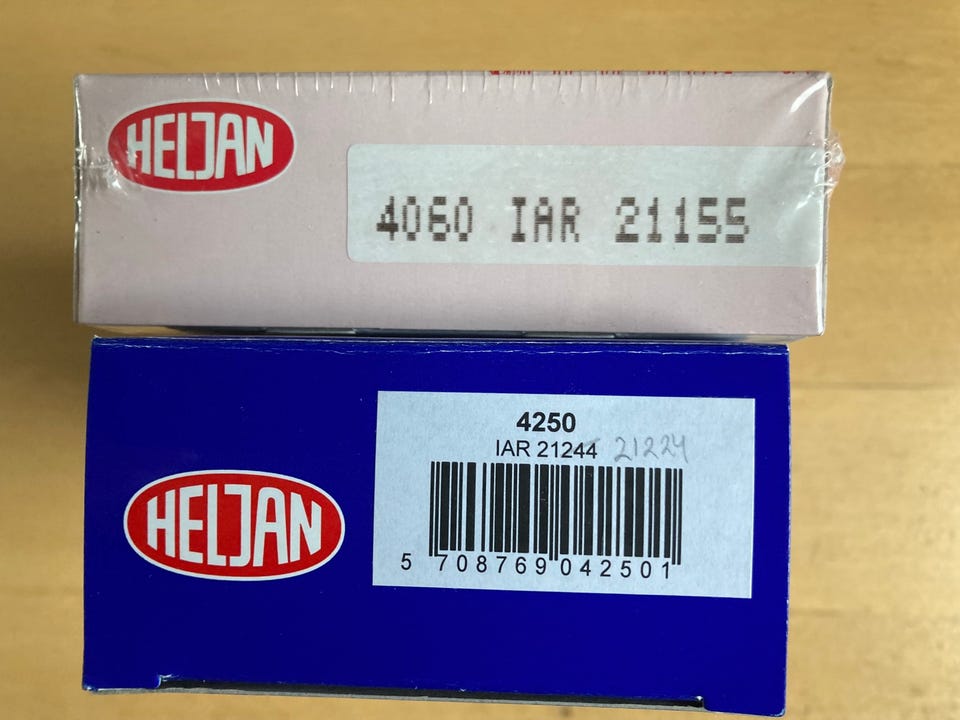 HELJAN
4060 IAR 21155
4250
IAR 21244 21224
HELJAN
5 708769 042501